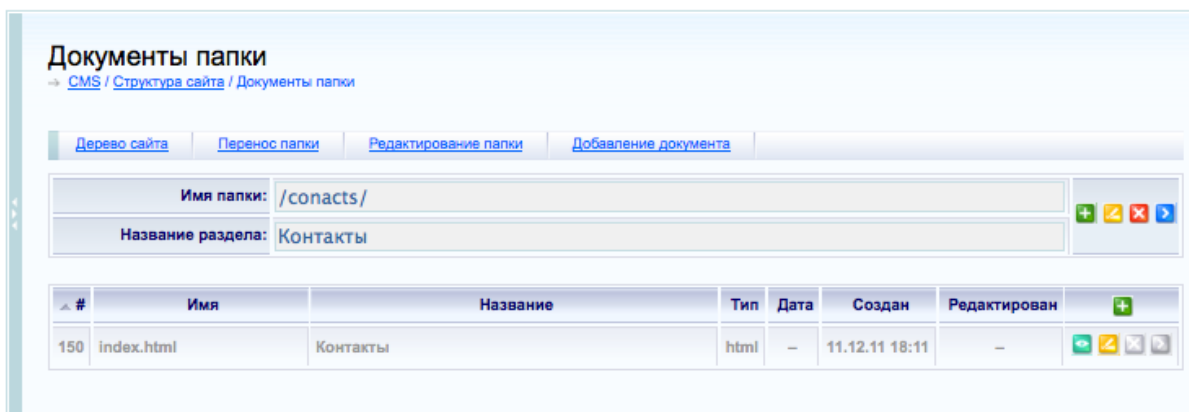 Документы папки
CMS / Структура сайта / Документы папки
Дерево сайта Перенос папки Редактирование папки Добавление документа
Имя папки: /conacts/
Название раздела: Контакты
# Имя Название Тип Дата Создан Редактирован
150 index.html Контакты html – 11.12.11 18:11 –